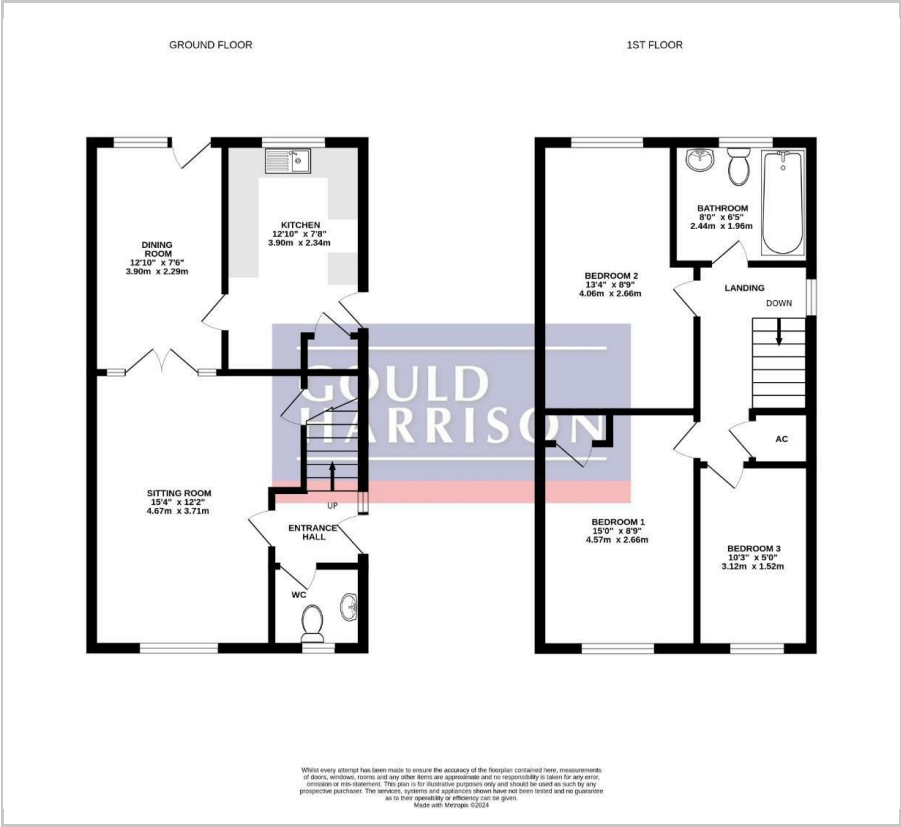 GROUND FLOOR
1ST FLOOR
DINING
ROOM
12'10" x 7'6"
3.90m x 2.29m
KITCHEN
12'10" x 7'8"
3.90m x 2.34m
SITTING ROOM
15'4" x 12'2"
4.67m x 3.71m
UP
ENTRANCE
HALL
WC
BATHROOM
8'0" x 6'5"
2.44m x 1.96m
BEDROOM 2
13'4" x 8'9"
4.06m x 2.66m
LANDING
DOWN
AC
BEDROOM 1
15'0" x 8'9"
4.57m x 2.66m
BEDROOM 3
10'3" x 5'0"
3.12m x 1.52m
GOULD
HARRISON
Whilst every attempt has been made to ensure the accuracy of the floorplan contained here, measurements
of doors, windows, rooms and any other items are approximate and no responsibility is taken for any error,
omission or mis-statement. This plan is for illustrative purposes only and should be used as such by any
prospective purchaser. The services, systems and appliances shown have not been tested and no guarantee
as to their operability or efficiency can be given.
Made with Metropix ©2024